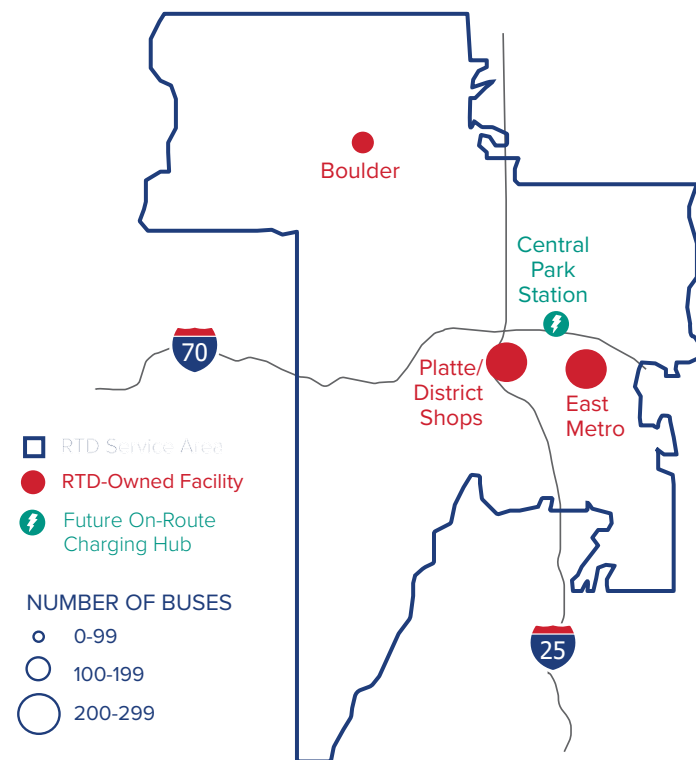 Boulder
Central
Park
Station
70
Platte/
District
Shops
East
Metro
RTD Service Area
RTD-Owned Facility
Future On-Route
Charging Hub
NUMBER OF BUSES
0-99
100-199
200-299
25